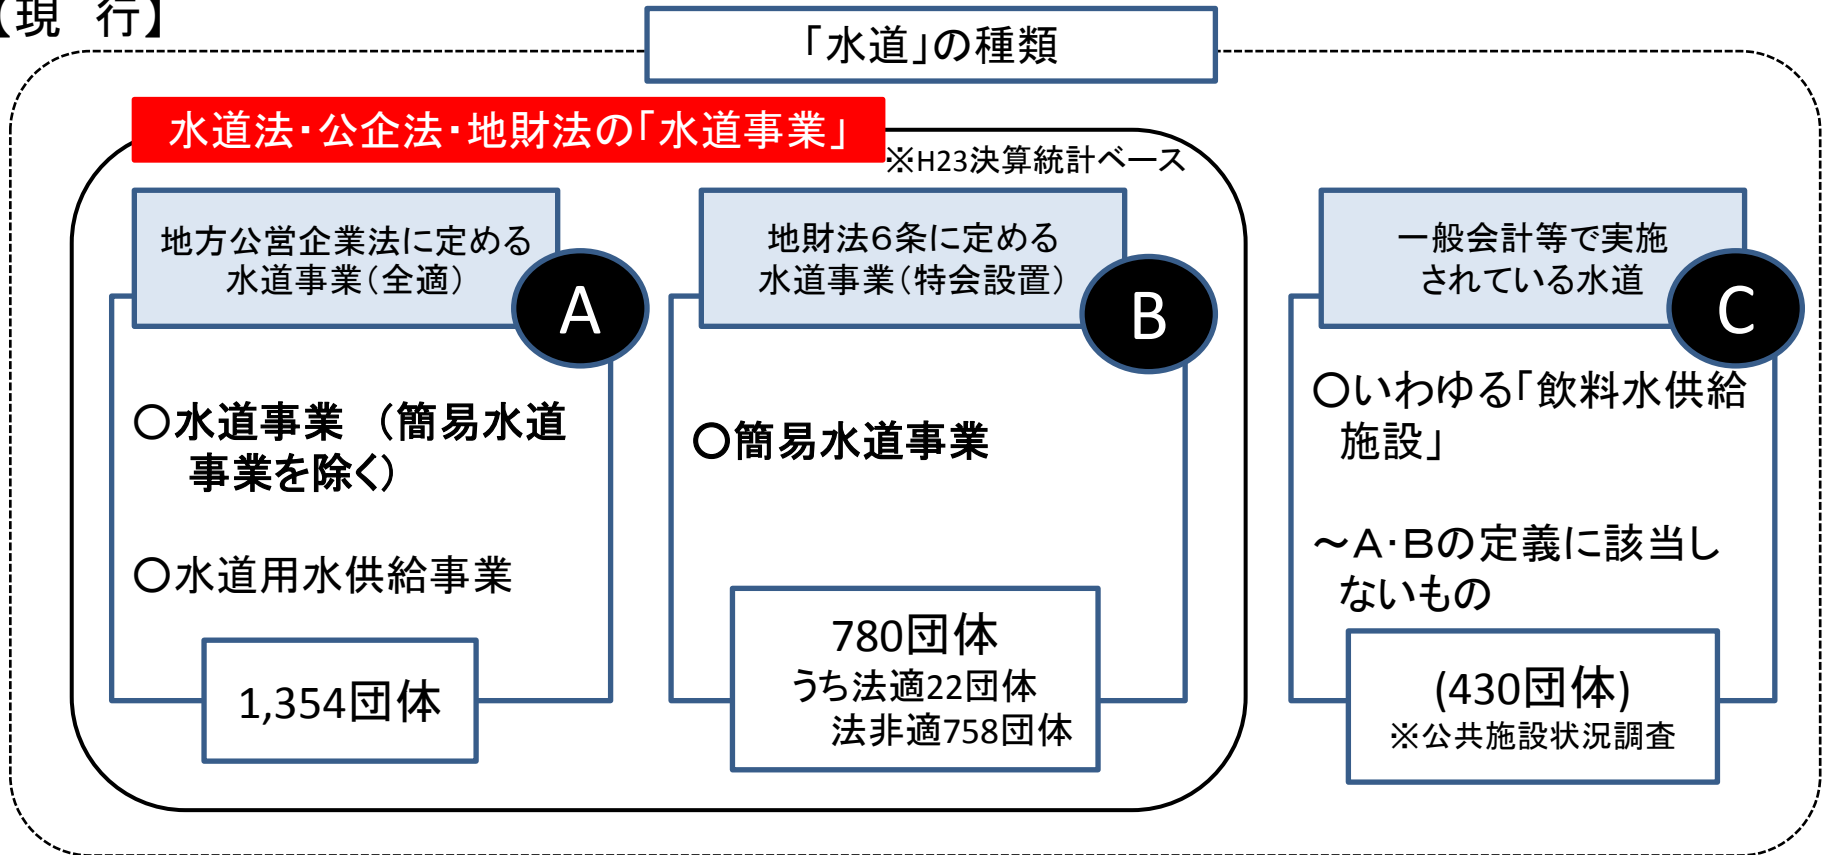 【現　行】
「水道」の種類
水道法・公企法・地財法の「水道事業」
※H23決算統計ベース
地方公営企業法に定める
水道事業（全適）
A
○水道事業　（簡易水道
事業を除く）
○水道用水供給事業
1,354団体
地財法６条に定める
水道事業（特会設置）
B
○簡易水道事業
780団体
うち法適22団体
法非適758団体
一般会計等で実施
されている水道
C
○いわゆる「飲料水供給
施設」
～Ａ・Ｂの定義に該当し
ないもの
(430団体)
※公共施設状況調査